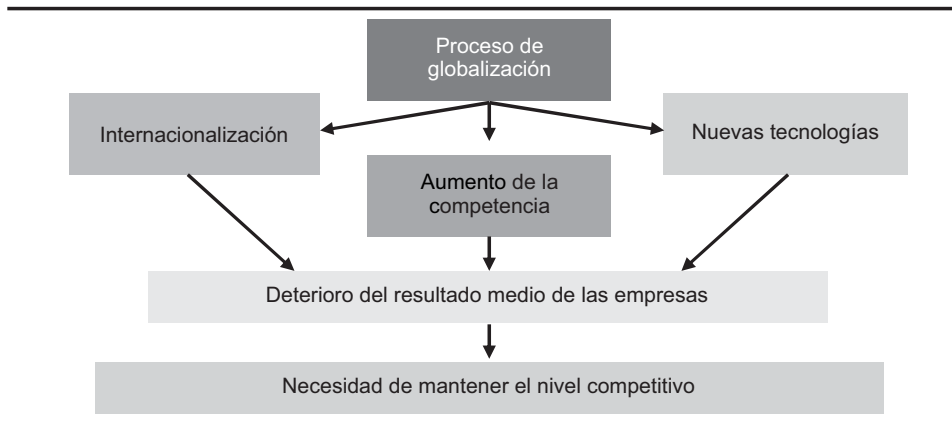 Proceso de
globalización
Internacionalización
Nuevas tecnologías
Aumento de la
competencia
Deterioro del resultado medio de las empresas
Necesidad de mantener el nivel competitivo